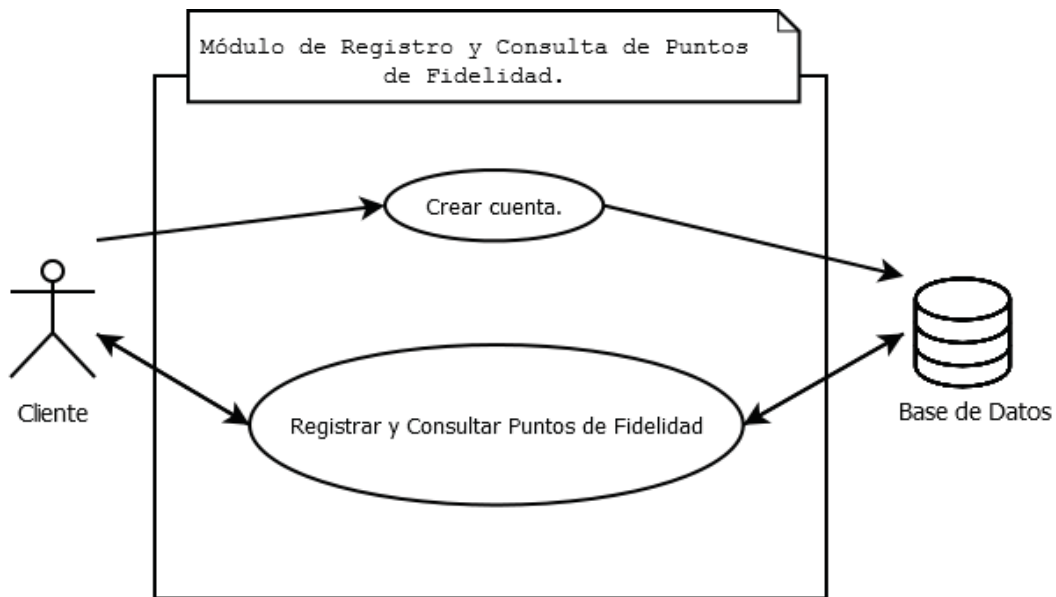 Módulo de Registro y Consulta de Puntos
de Fidelidad.
Crear cuenta.
Cliente
Registrar y Consultar Puntos de Fidelidad
Base de Datos